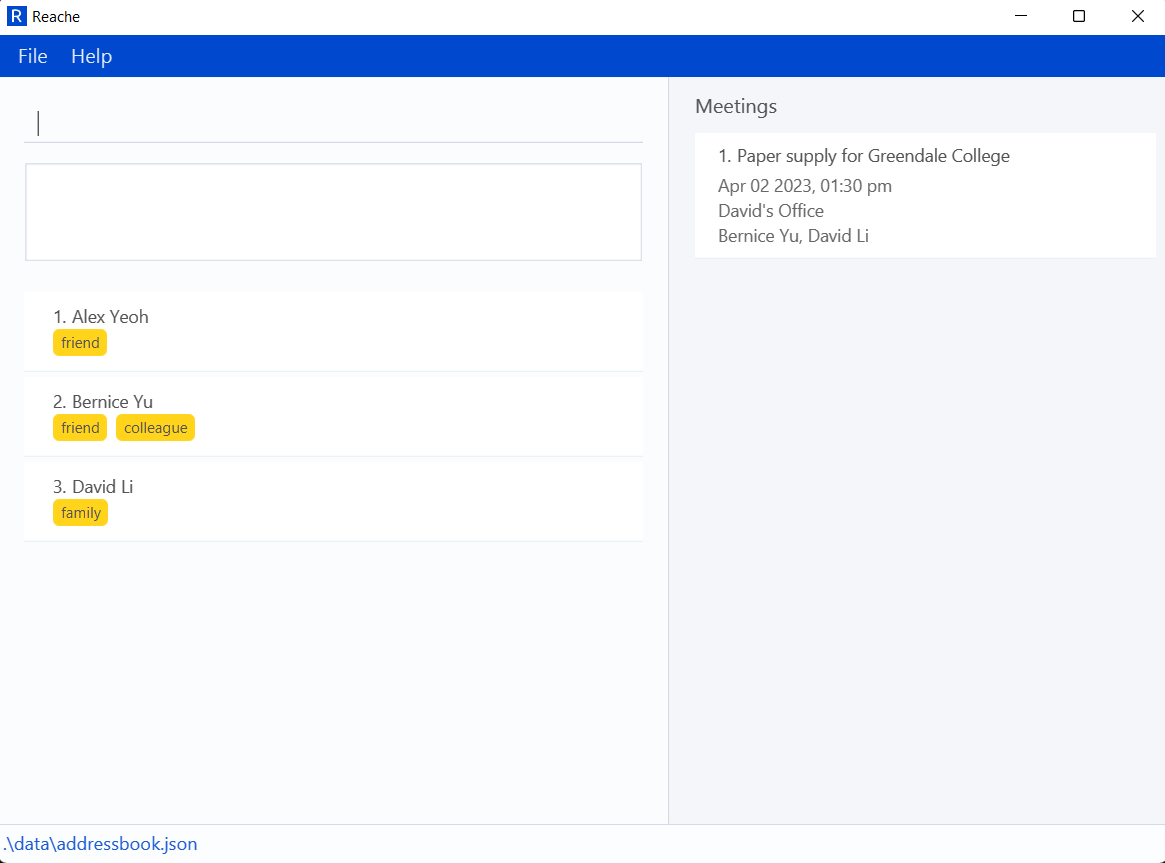 R Reache
File Help
1. Alex Yeoh
friend
2. Bernice Yu
friend colleague
3. David Li
family
Meetings
1. Paper supply for Greendale College
Apr 02 2023, 01:30 pm
David's Office
Bernice Yu, David Li
.\data\addressbook.json